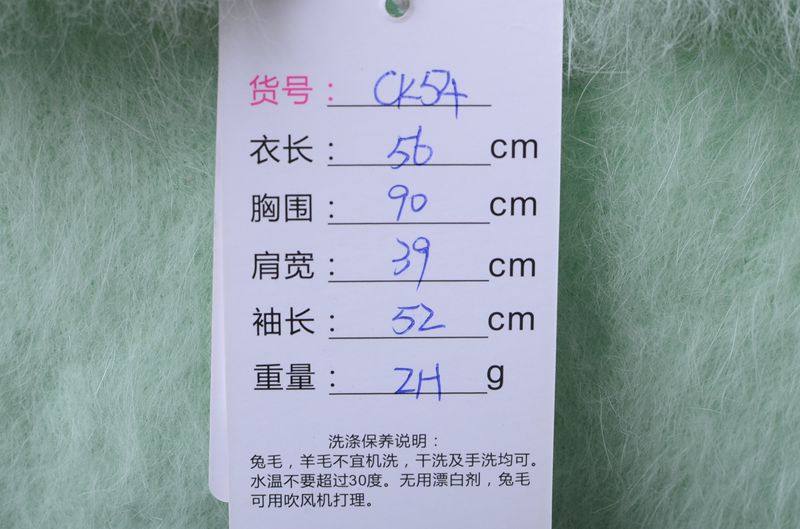 货号：CK54
衣长：56cm
胸围：90cm
肩宽：39cm
袖长：52cm
重量：2Hg
洗涤保养说明：
兔毛，羊毛不宜机洗，干洗及手洗均可。
水温不要超过30度。无用漂白剂，兔毛
可用吹风机打理。